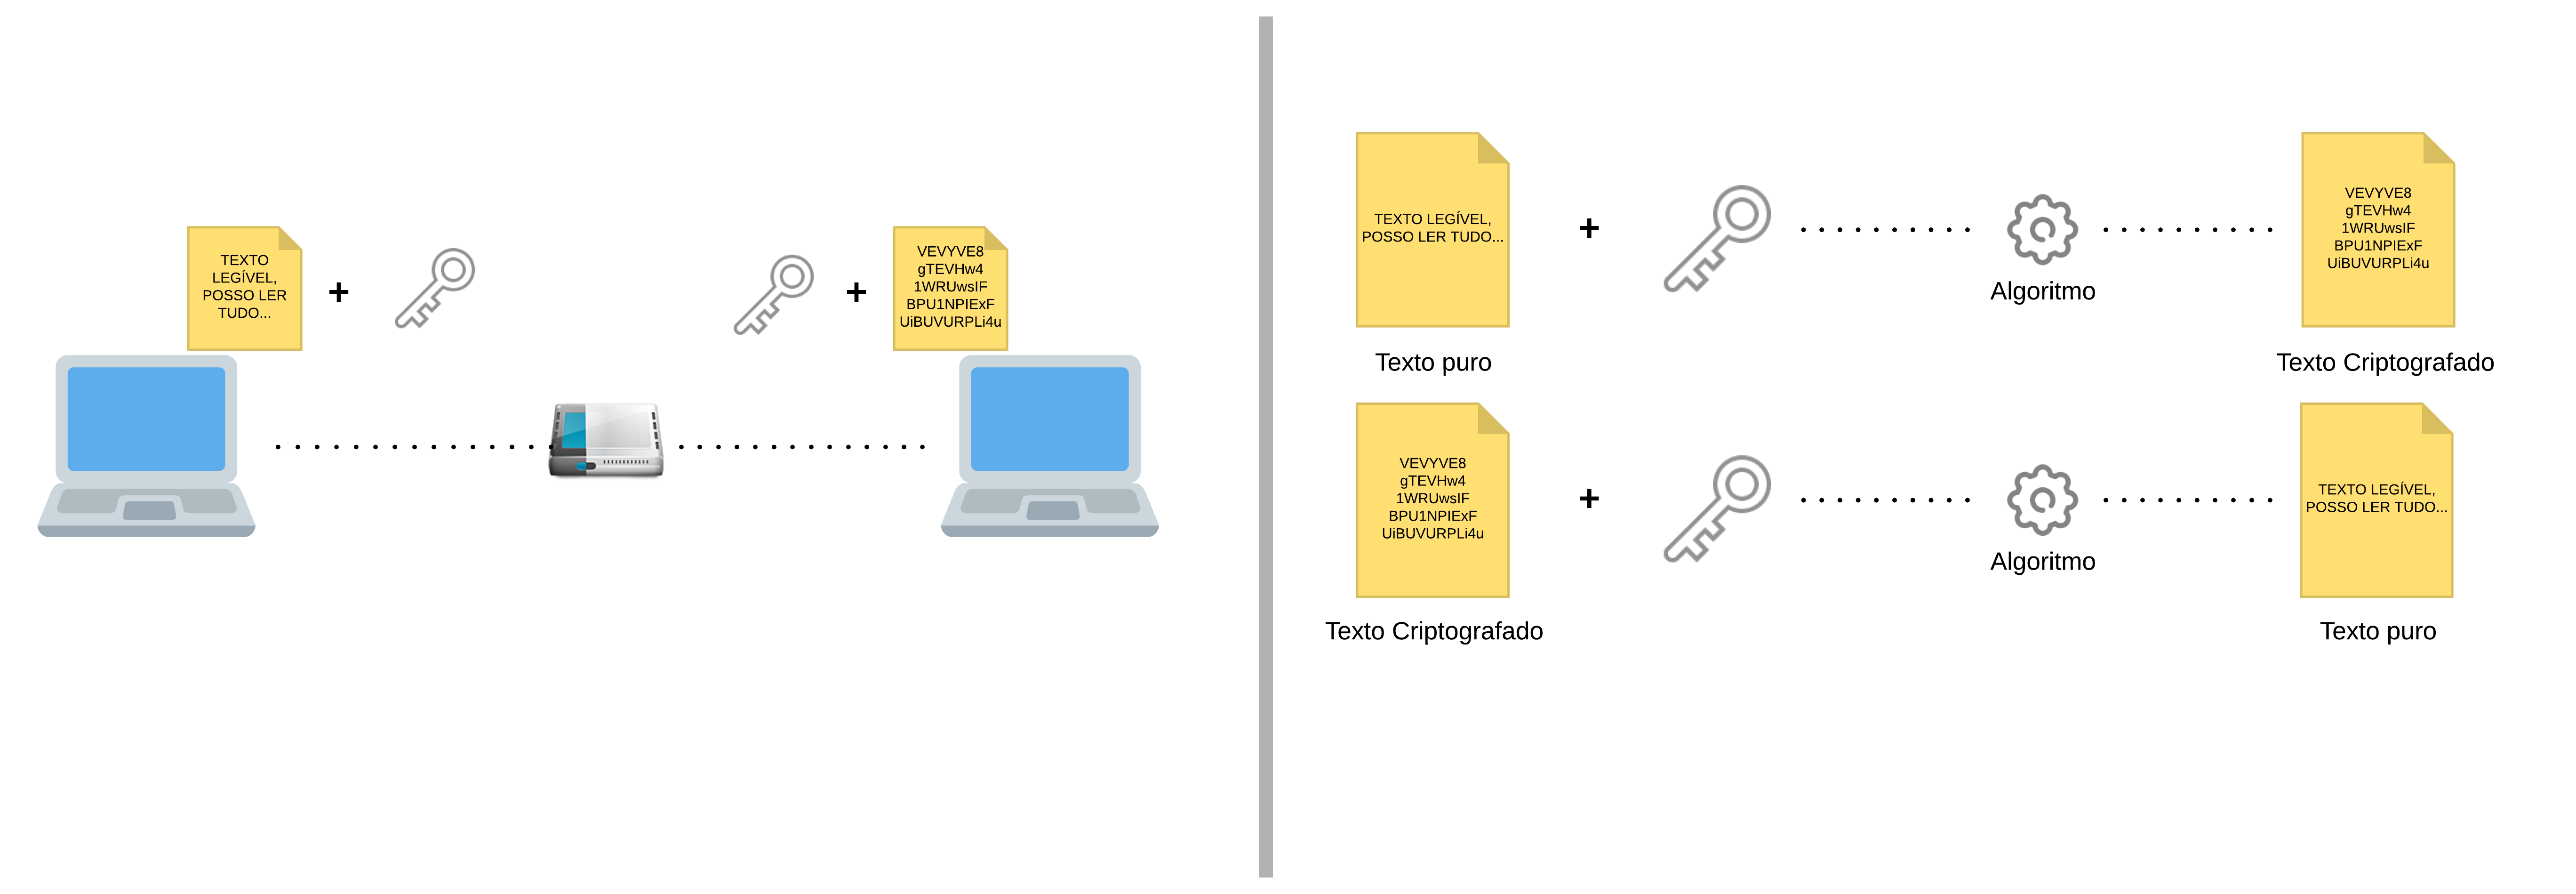 TEXTO
LEGÍVEL,
POSSO LER
TUDO...
+
+
VEVYVE8
gTEVHw4
1WRUwsIF
BPU1NPIExF
UiBUVURPLi4u
TEXTO LEGÍVEL,
POSSO LER TUDO...
+
Algoritmo
VEVYVE8
gTEVHw4
1WRUwsIF
BPU1NPIExF
UiBUVURPLi4u
Texto puro
Texto Criptografado
VEVYVE8
gTEVHw4
1WRUwsIF
BPU1NPIExF
UiBUVURPLi4u
+
Algoritmo
TEXTO LEGÍVEL,
POSSO LER TUDO...
Texto Criptografado
Texto puro